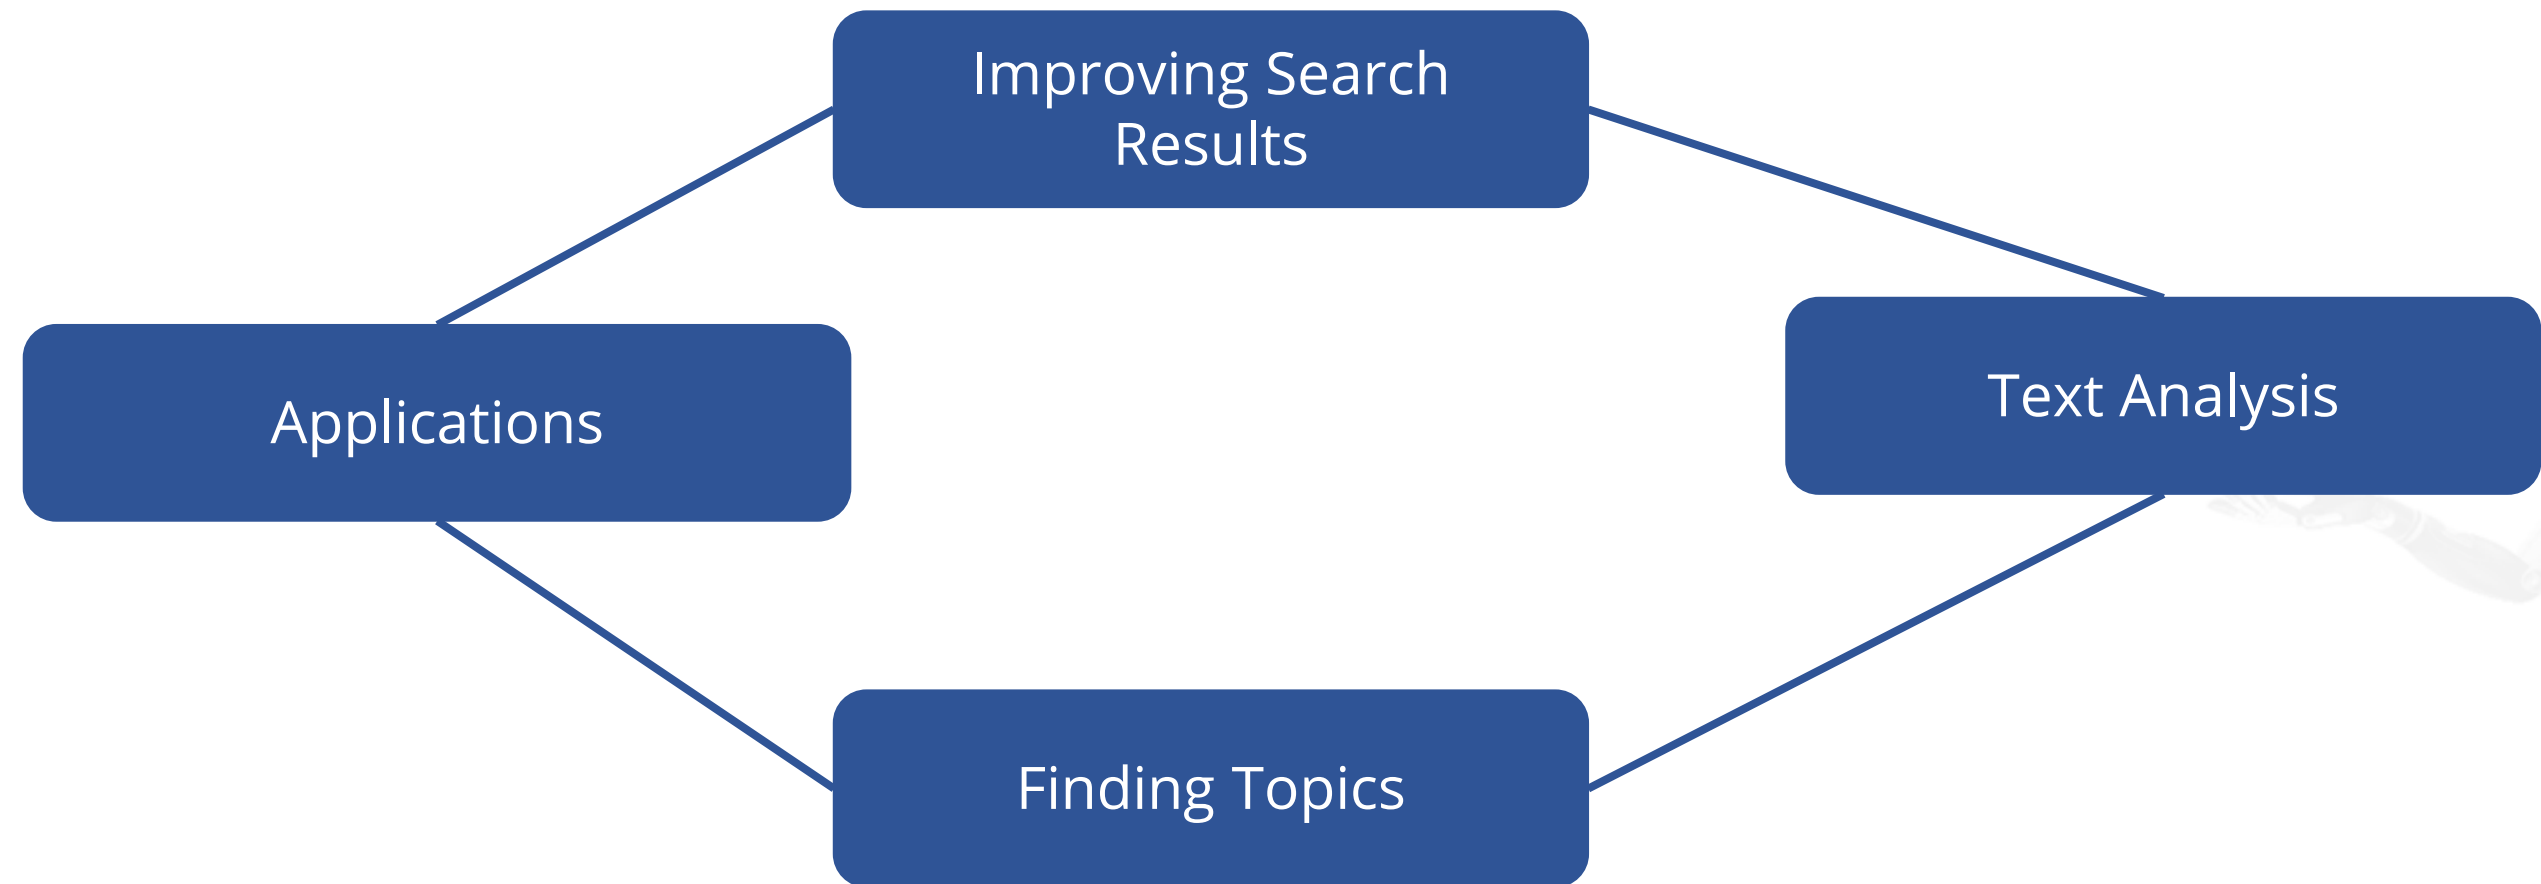 Improving Search
Results
Applications
Text Analysis
Finding Topics